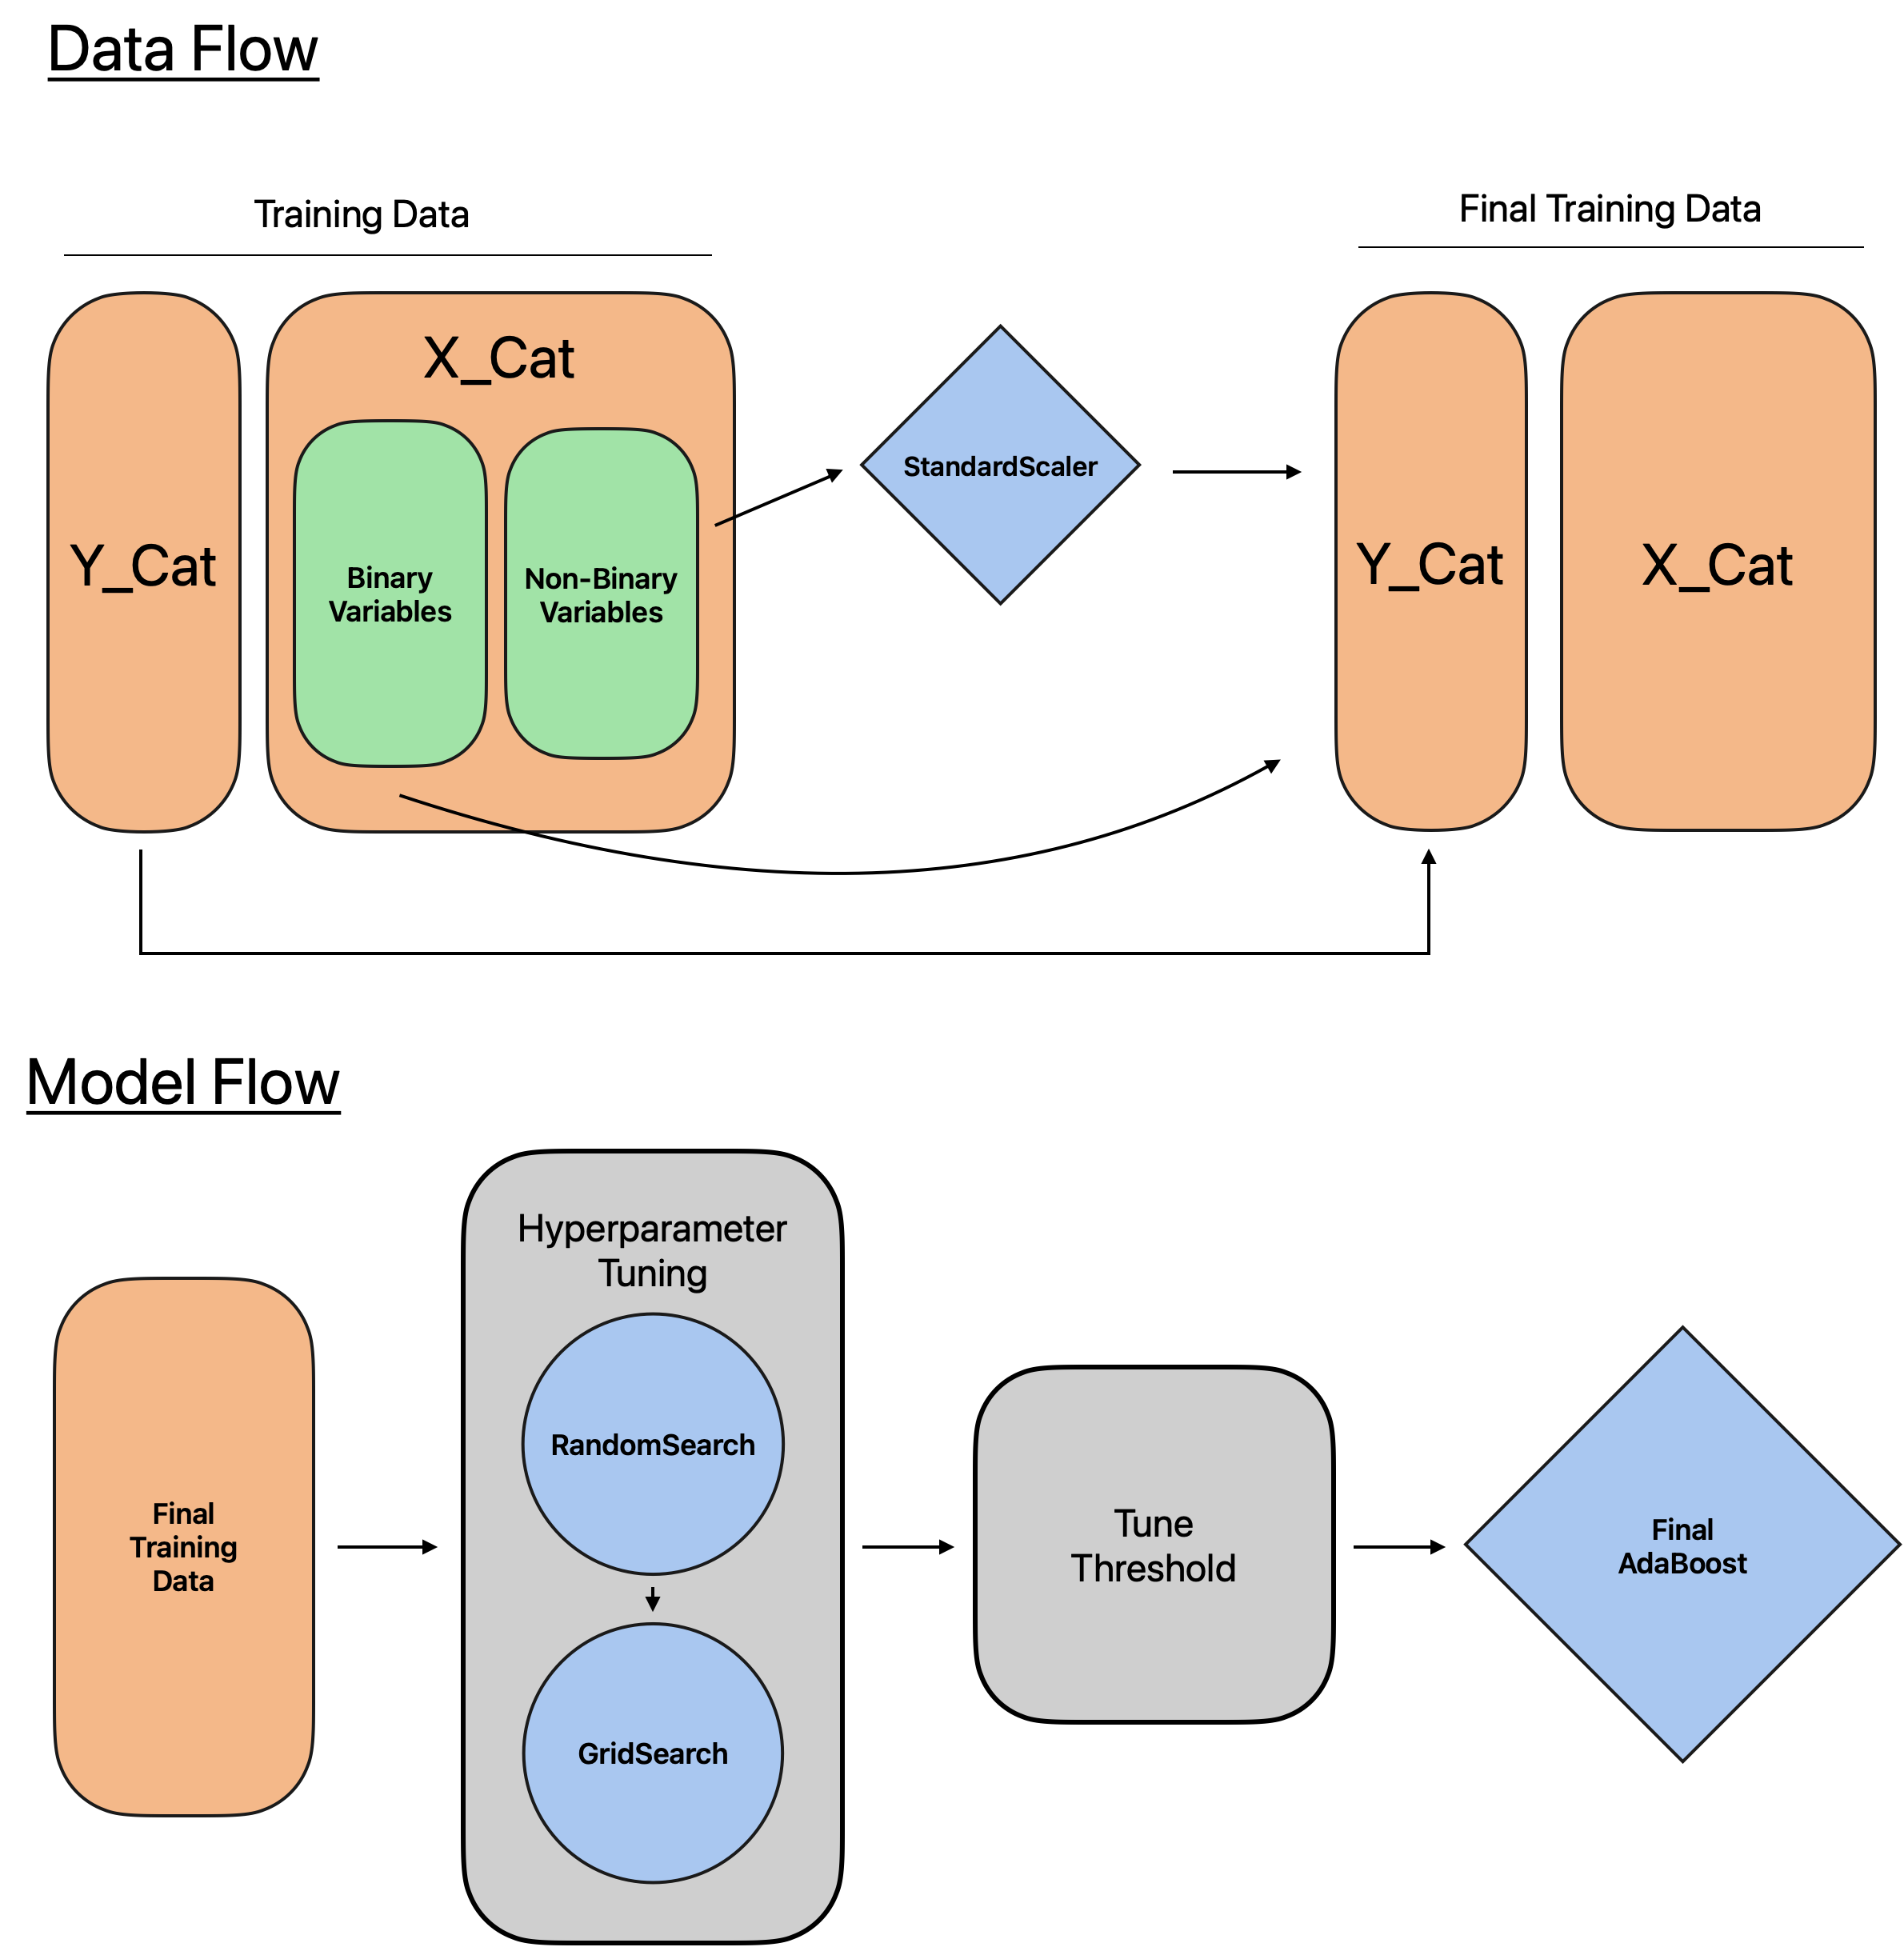 Data Flow
Training Data
Final Training Data
Y_Cat
X_Cat
Binary
Variables
Non-Binary
Variables
StandardScaler
Y_Cat
X_Cat
Model Flow
Final
Training
Data
Hyperparameter
Tuning
RandomSearch
GridSearch
Tune
Threshold
Final
AdaBoost